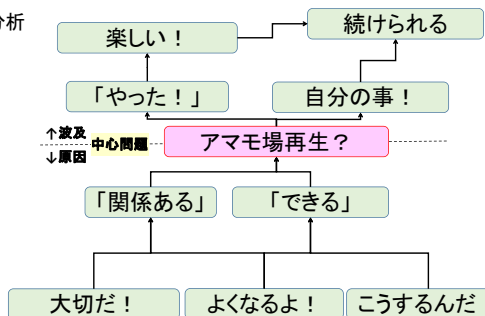 分析
楽しい！
続けられる
「やった！」
自分の事！
↑波及
中心問題
↓原因
アマモ場再生？
「関係ある」
「できる」
大切だ！
よくなるよ！
こうするんだ